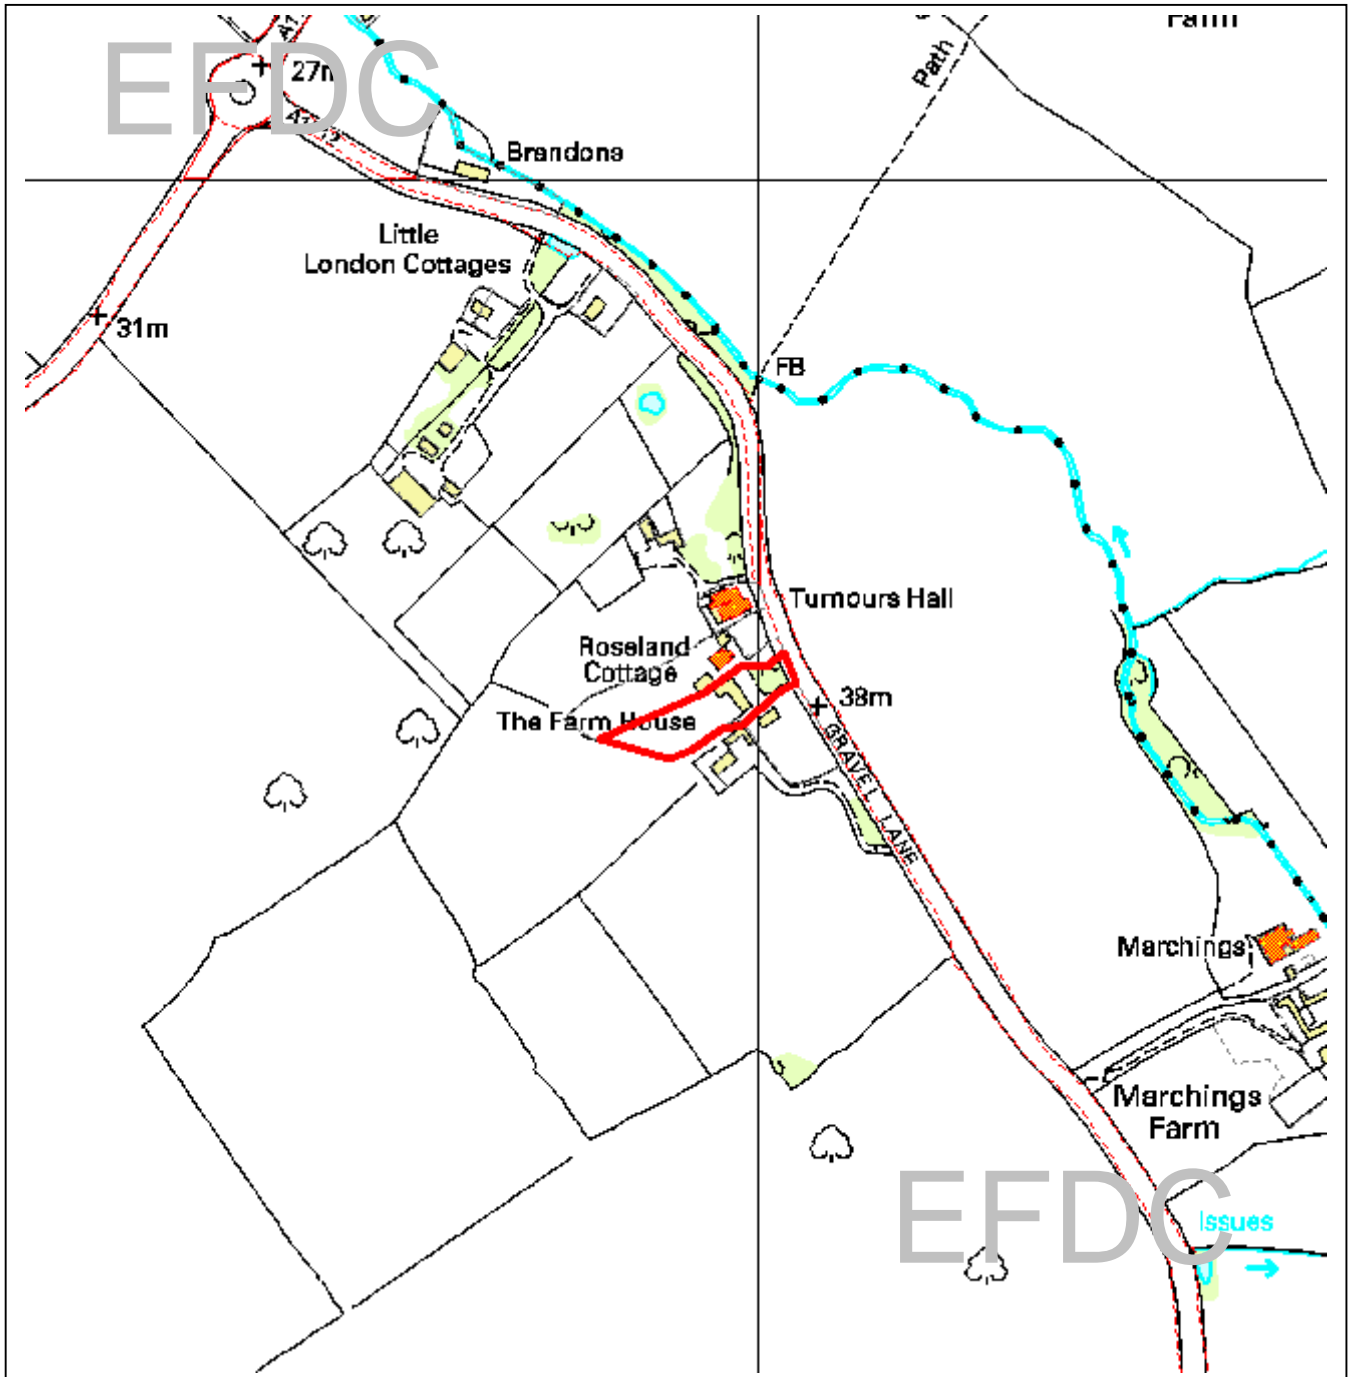 Farm
EFDC
27m
Path
Brandons
Little
London Cottages
31m
FB
Turnours Hall
Roseland
Cottage
38m
The Farm House
GRAVEL LANE
Marchings
Marchings
Farm
EFDC
Issues